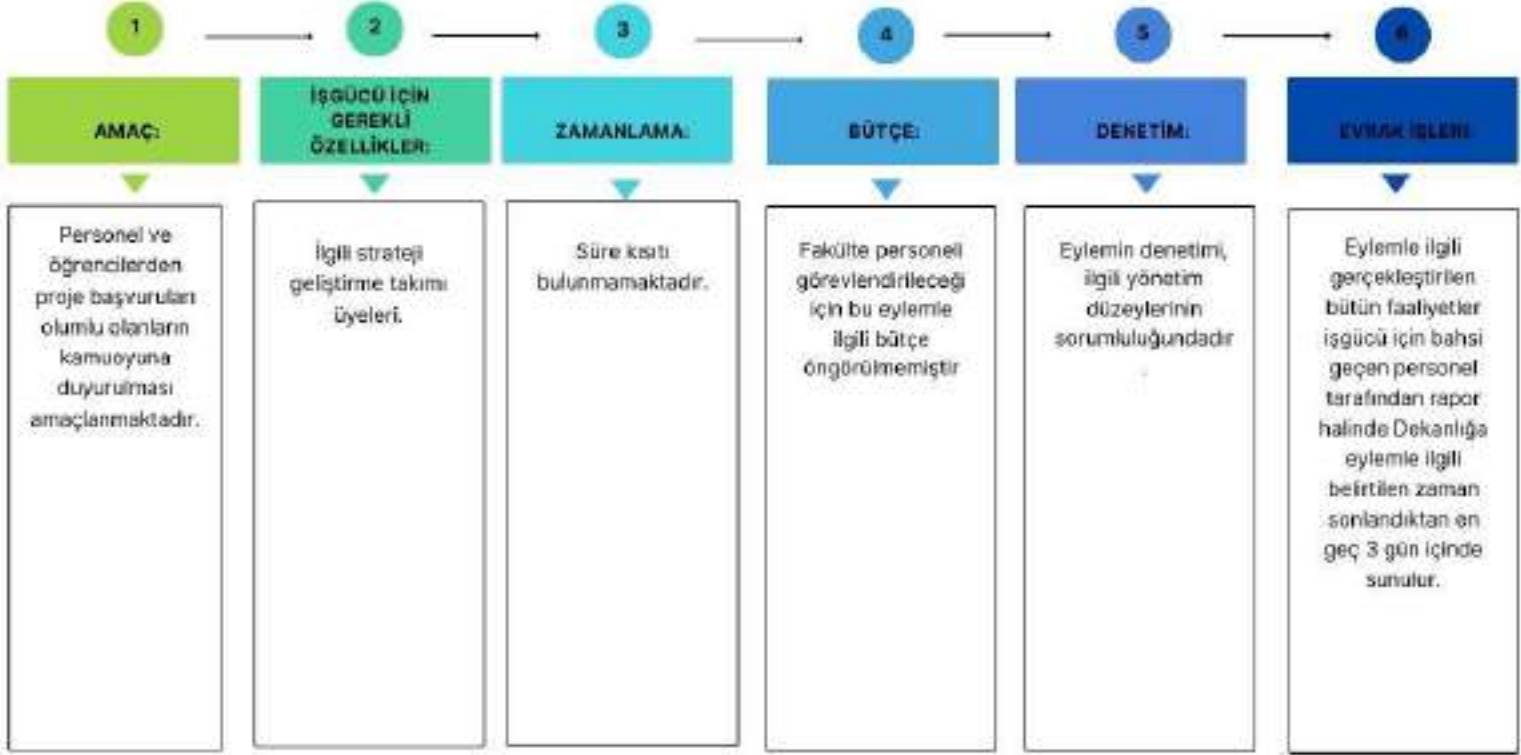 1
AMAÇ:
Personel ve
öğrencilerden
proje başvuruları
olumlu olanların
kamuoyuna
duyurulması
amaçlanmaktadır.
2
İŞGÜCÜ İÇİN
GEREKLİ
ÖZELLİKLER:
İlgili strateji
geliştirme takımı
üyeleri.
3
ZAMANLAMA:
Süre kısıtı
bulunmamaktadır.
4
BÜTÇE:
Fakülte personeli
görevlendirileceği
için bu eylemle
ilgili bütçe
öngörülmemiştir
5
DENETİM:
Eylemin denetimi,
ilgili yönetim
düzeylerinin
sorumluluğundadır
.
6
EVRAK İŞLERİ:
Eylemle ilgili
gerçekleştirilen
bütün faaliyetler
işgücü için bahsi
geçen personel
tarafından rapor
halinde Dekanlığa
eylemle ilgili
belirtilen zaman
sonlandıktan en
geç 3 gün içinde
sunulur.